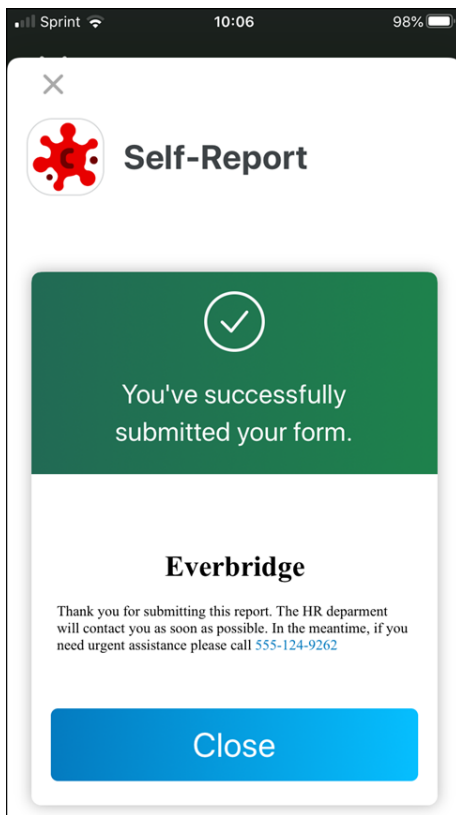 Sprint 10:06 98%
Self-Report
You've successfully
submitted your form.
Everbridge
Thank you for submitting this report. The HR deparment
will contact you as soon as possible. In the meantime, if you
need urgent assistance please call 555-124-9262
Close